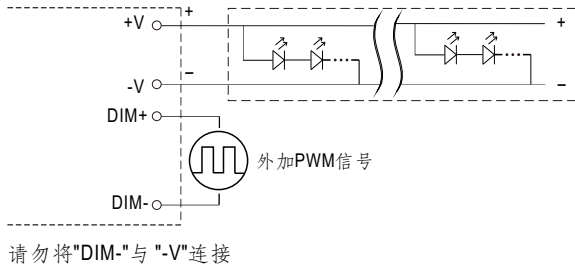 +V + +
-V – –
DIM+
外加PWM信号
DIM-
请勿将"DIM-"与 "-V"连接